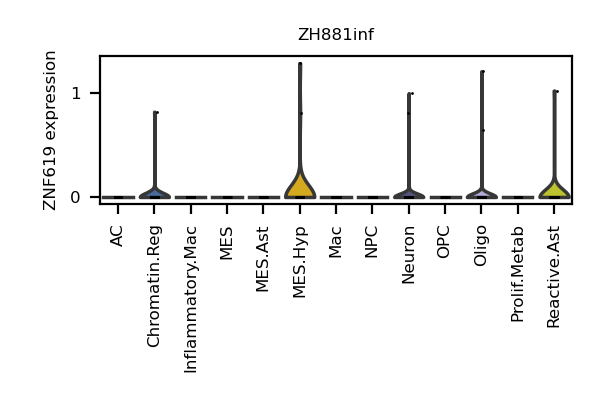 ZH881inf
ZNF619 expression
1
0
AC
Chromatin.Reg
Inflammatory.Mac
MES
MES.Ast
MES.Hyp
Mac
NPC
Neuron
OPC
Oligo
Prolif.Metab
Reactive.Ast